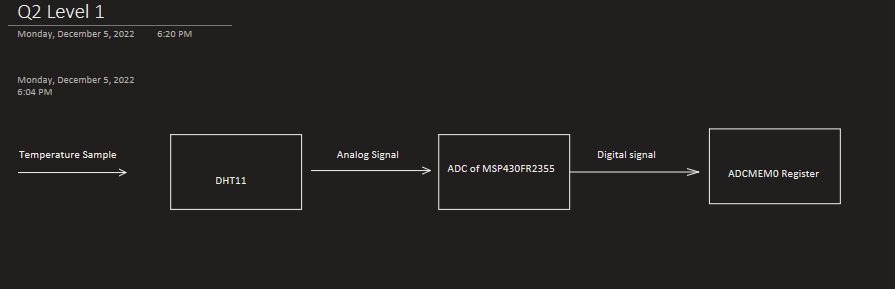 Q2 Level 1
Monday, December 5, 2022 6:20 PM
Monday, December 5, 2022
6:04 PM
Temperature Sample
DHT11
Analog Signal
ADC of MSP430FR2355
Digital signal
ADCMEM0 Register